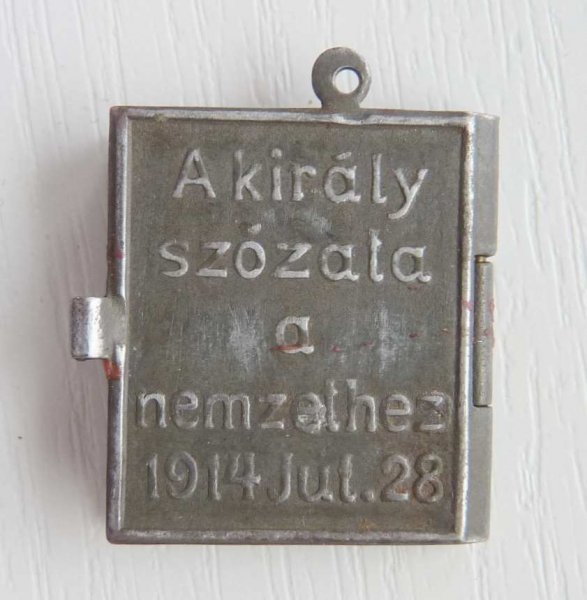 A király
szózata
a
nemzethez
1914 Jul. 28